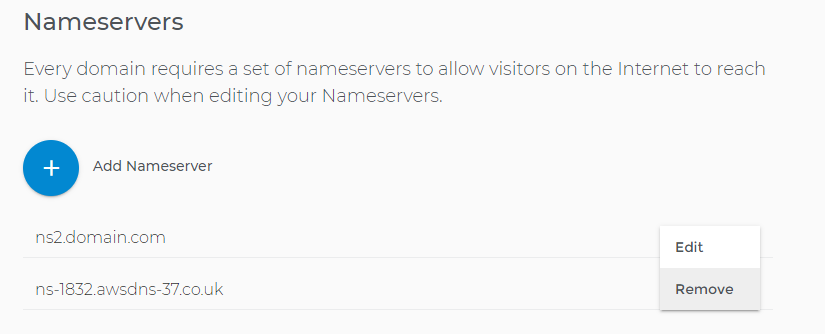 Nameservers
Every domain requires a set of nameservers to allow visitors on the Internet to reach
it. Use caution when editing your Nameservers.
+ Add Nameserver
ns2.domain.com
Edit
ns-1832.awsdns-37.co.uk
Remove